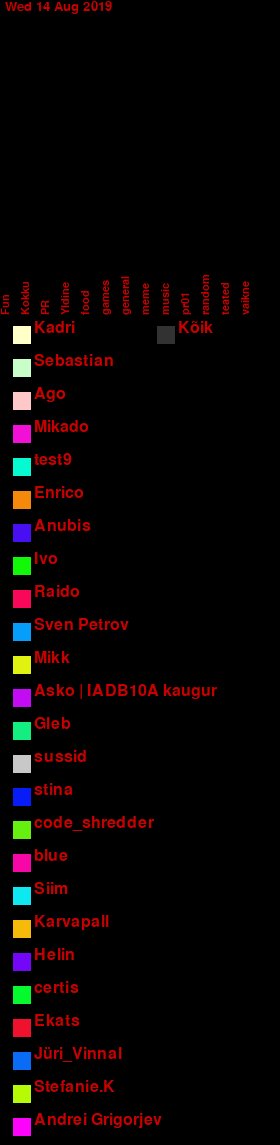 Wed 14 Aug 2019
Fun
Kokku
PR
Yldine
food
games
general
meme
music
pr01
random
teated
vaikne
Kadri
Kõik
Sebastian
Ago
Mikado
test9
Enrico
Anubis
Ivo
Raido
Sven Petrov
Mikk
Asko | IADB10A kaugur
Gleb
sussid
stina
code_shredder
blue
Siim
Karvapall
Helin
certis
Ekats
Jüri_Vinnal
Stefanie.K
Andrei Grigorjev